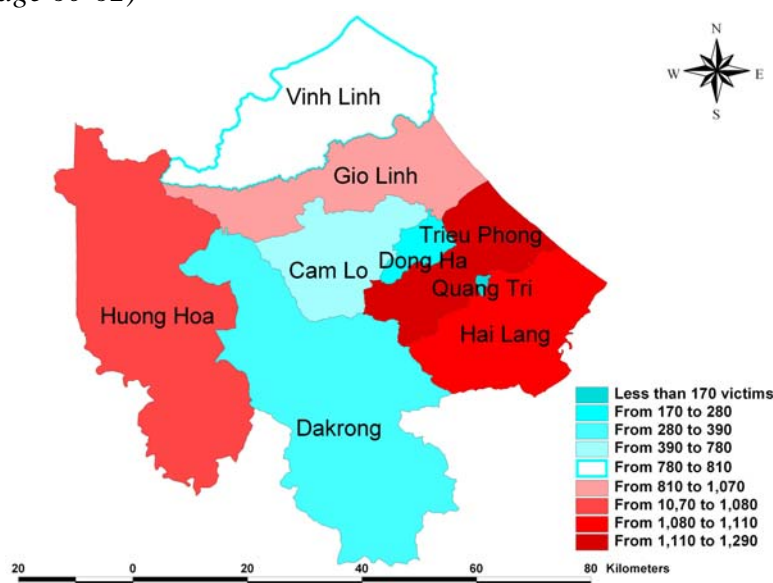 N
W E
S
Vinh Linh
Gio Linh
Trieu Phong
Dong Ha
Cam Lo
Quang Tri
Huong Hoa
Hai Lang
Dakrong
Less than 170 victims
From 170 to 280
From 280 to 390
From 390 to 780
From 780 to 810
From 810 to 1,070
From 10,70 to 1,080
From 1,080 to 1,110
From 1,110 to 1,290
20 0 20 40 60 80 Kilometers